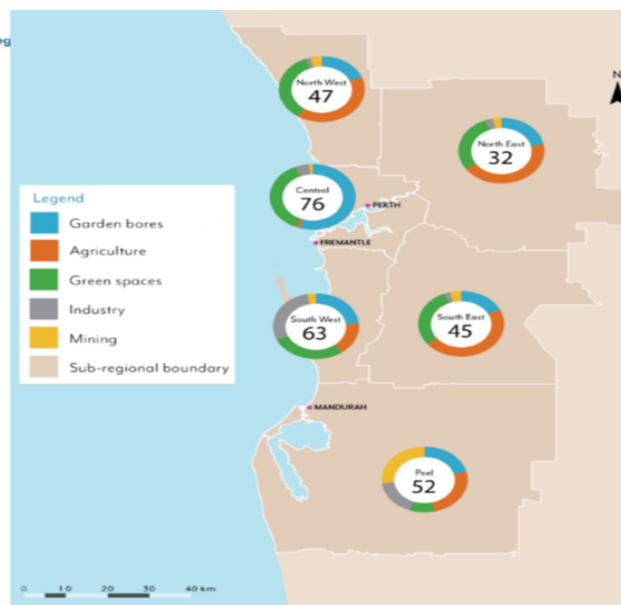 eg
North West
47
N
North East
32
Central
76
PERTH
FREMANTLE
Legend
Garden bores
Agriculture
Green spaces
Industry
Mining
Sub-regional boundary
South West
63
South East
45
MANDURAH
Peel
52
0 10 20 30 40 km